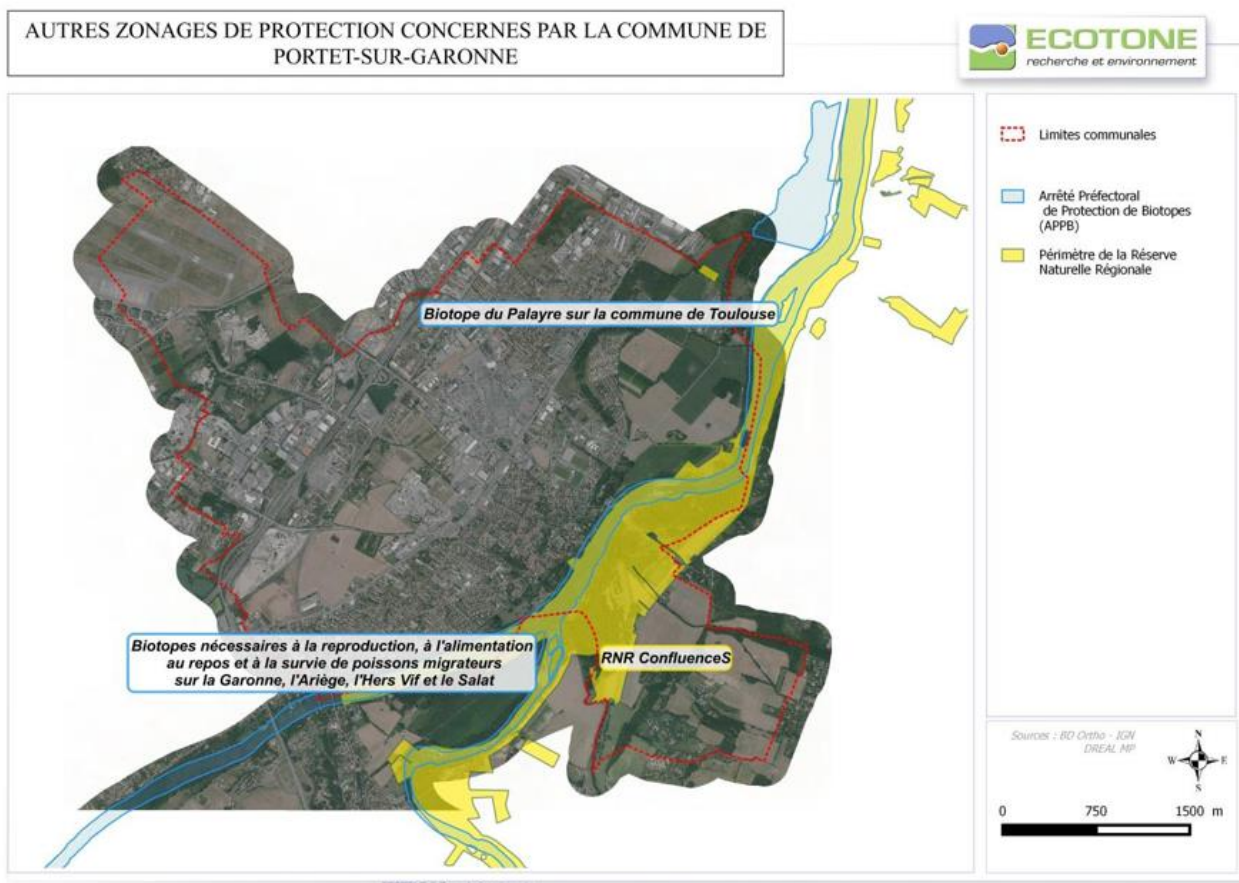 AUTRES ZONAGES DE PROTECTION CONCERNES PAR LA COMMUNE DE
PORTET-SUR-GARONNE
ECOTONE
recherche et environnement
Limites communales
Arrêté Préfectoral
de Protection de Biotopes
(APPB)
Périmètre de la Réserve
Naturelle Régionale
Biotope du Palayre sur la commune de Toulouse
Biotopes nécessaires à la reproduction, à l'alimentation
au repos et à la survie de poissons migrateurs
sur la Garonne, l'Ariège, l'Hers Vif et le Salat
RNR ConfluenceS
Sources : BD Ortho - IGN
DREAL MP
N
W E
S
0 750 1500 m